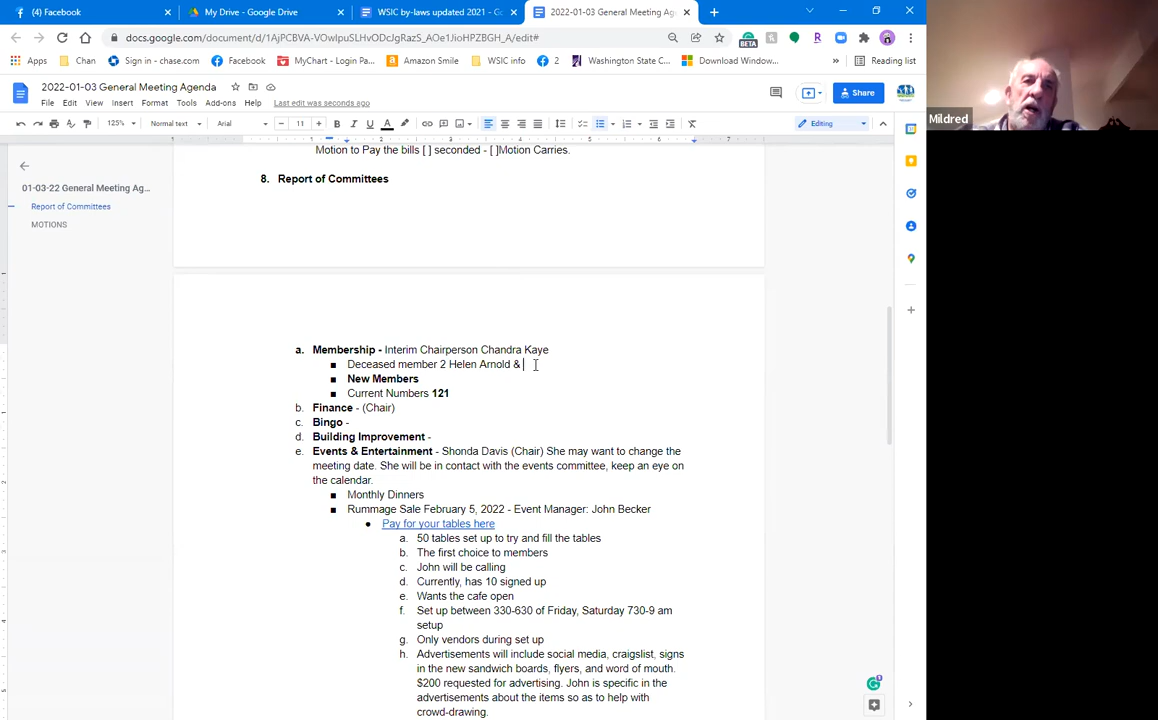 (4) Facebook
My Drive - Google Drive
WSIC by-laws updated 2021 - Go
2022-01-03 General Meeting Age
docs.google.com/document/d/1AjPCBVA-VOwIpuSLHvODcJgRazS_AOe1JioHPZBGH_A/edit#
BETA
Apps
Chan
Sign in - chase.com
Facebook
MyChart - Login Pa...
Amazon Smile
WSIC info
2
Washington State C...
Download Window...
»
Reading list
2022-01-03 General Meeting Agenda
File Edit View Insert Format Tools Add-ons Help Last edit was seconds ago
Share
125% Normal text Arial 11 B I U A Editing
Mildred
01-03-22 General Meeting Ag...
Report of Committees
MOTIONS
Motion to Pay the bills [ ] seconded - [ ]Motion Carries.
8. Report of Committees
a. Membership - Interim Chairperson Chandra Kaye
■ Deceased member 2 Helen Arnold &
■ New Members
■ Current Numbers 121
b. Finance - (Chair)
c. Bingo -
d. Building Improvement -
e. Events & Entertainment - Shonda Davis (Chair) She may want to change the
meeting date. She will be in contact with the events committee, keep an eye on
the calendar.
■ Monthly Dinners
■ Rummage Sale February 5, 2022 - Event Manager: John Becker
● Pay for your tables here
a. 50 tables set up to try and fill the tables
b. The first choice to members
c. John will be calling
d. Currently, has 10 signed up
e. Wants the cafe open
f. Set up between 330-630 of Friday, Saturday 730-9 am
setup
g. Only vendors during set up
h. Advertisements will include social media, craigslist, signs
in the new sandwich boards, flyers, and word of mouth.
$200 requested for advertising. John is specific in the
advertisements about the items so as to help with
crowd-drawing.